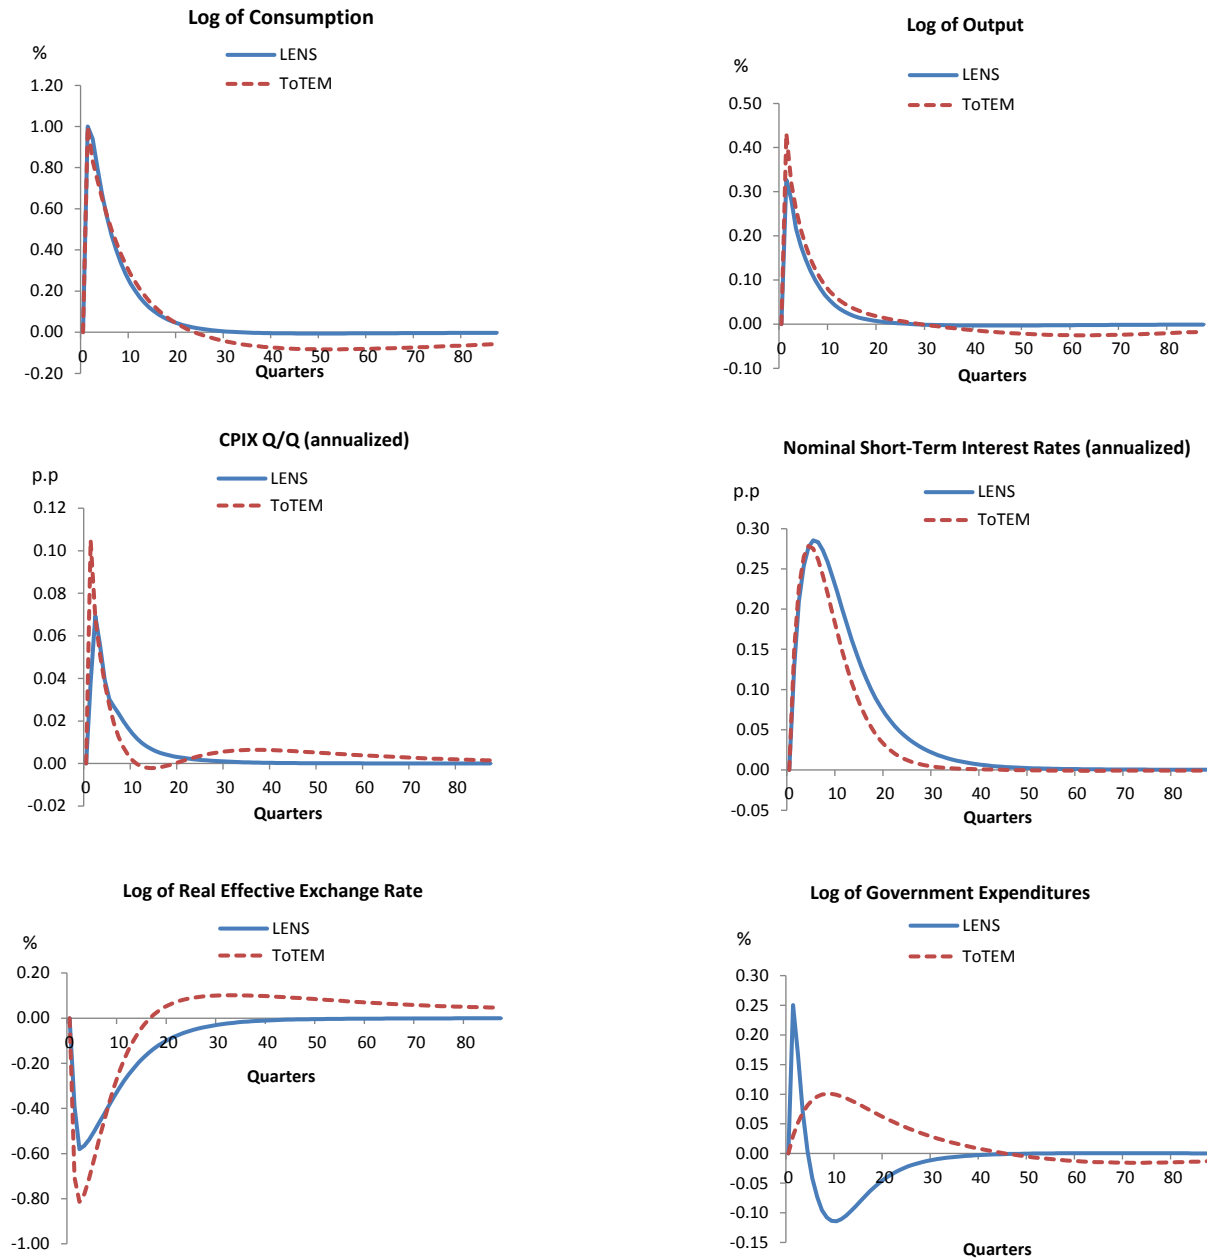 Log of Consumption
%
LENS
ToTEM
1.20
1.00
0.80
0.60
0.40
0.20
0.00
-0.20
0 10 20 30 40 50 60 70 80
Quarters
Log of Output
%
LENS
ToTEM
0.50
0.40
0.30
0.20
0.10
0.00
-0.10
0 10 20 30 40 50 60 70 80
Quarters
CPIX Q/Q (annualized)
p.p
LENS
ToTEM
0.12
0.10
0.08
0.06
0.04
0.02
0.00
-0.02
0 10 20 30 40 50 60 70 80
Quarters
Nominal Short-Term Interest Rates (annualized)
p.p
LENS
ToTEM
0.30
0.25
0.20
0.15
0.10
0.05
0.00
-0.05
0 10 20 30 40 50 60 70 80
Quarters
Log of Real Effective Exchange Rate
%
LENS
ToTEM
0.20
0.00
-0.20
-0.40
-0.60
-0.80
-1.00
0 10 20 30 40 50 60 70 80
Quarters
Log of Government Expenditures
%
LENS
ToTEM
0.30
0.25
0.20
0.15
0.10
0.05
0.00
-0.05
-0.10
-0.15
0 10 20 30 40 50 60 70 80
Quarters